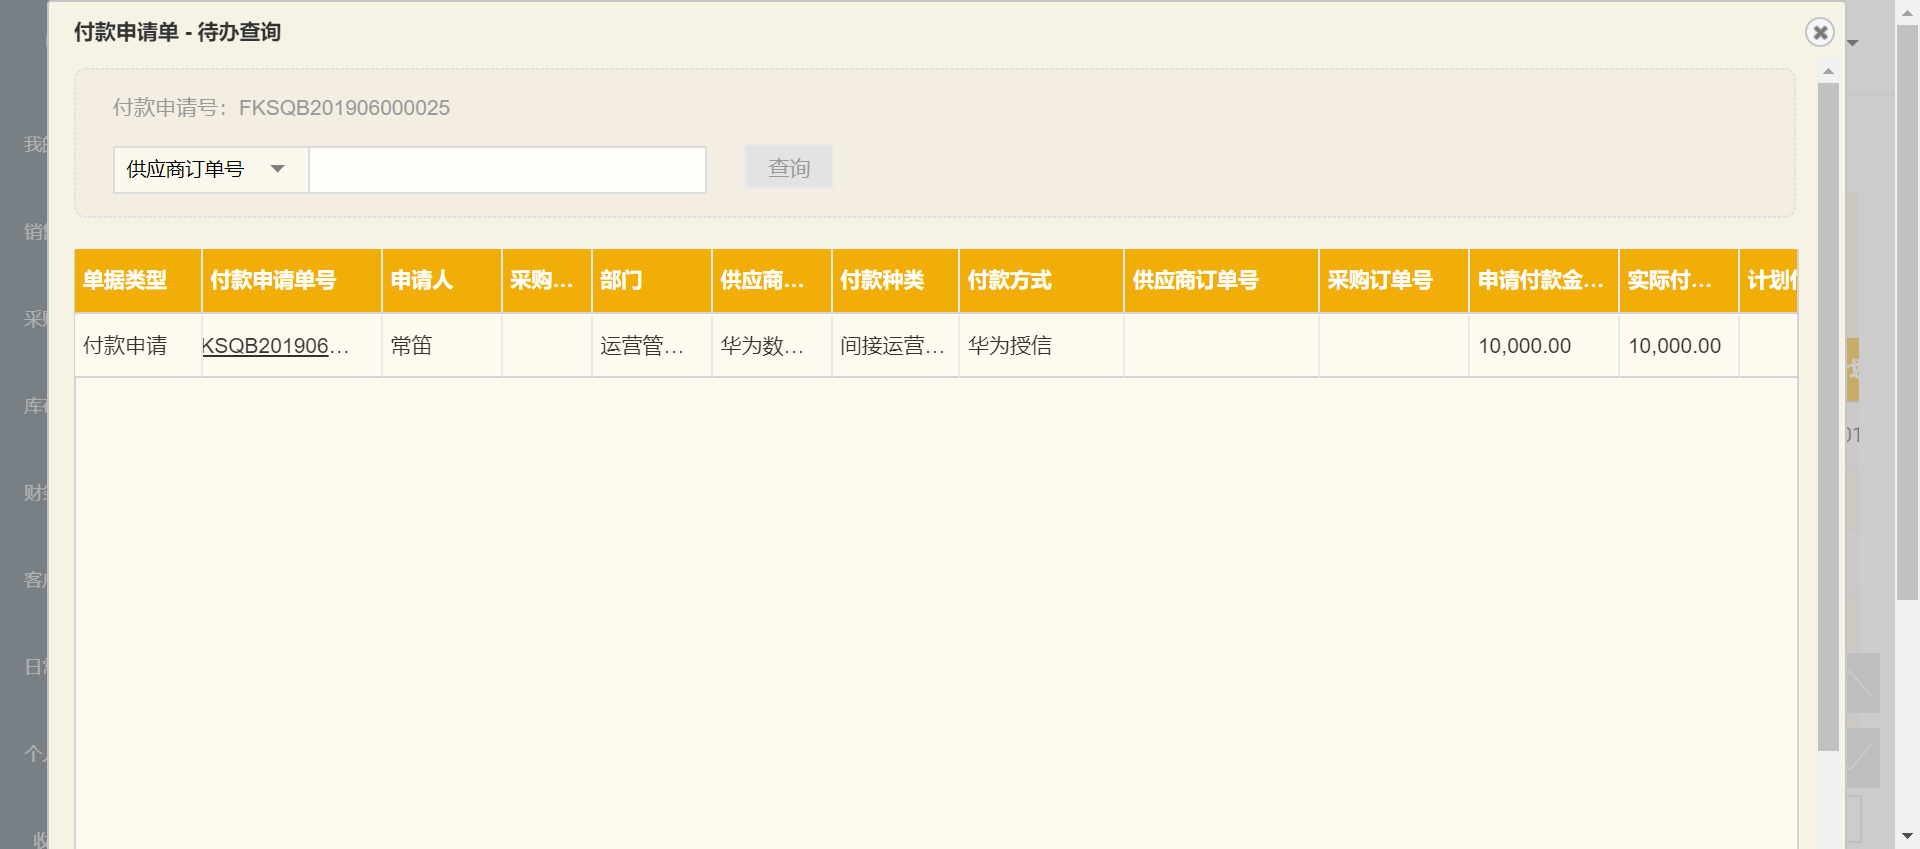 付款申请单 - 待办查询
付款申请号：FKSQB201906000025
供应商订单号
查询
单据类型 付款申请单号 申请人 采购... 部门 供应商... 付款种类 付款方式 供应商订单号 采购订单号 申请付款金... 实际付... 计划
付款申请 KSQB201906... 常笛 运营管... 华为数... 间接运营... 华为授信 10,000.00 10,000.00
我
销
采
库
财
客
日
个
收